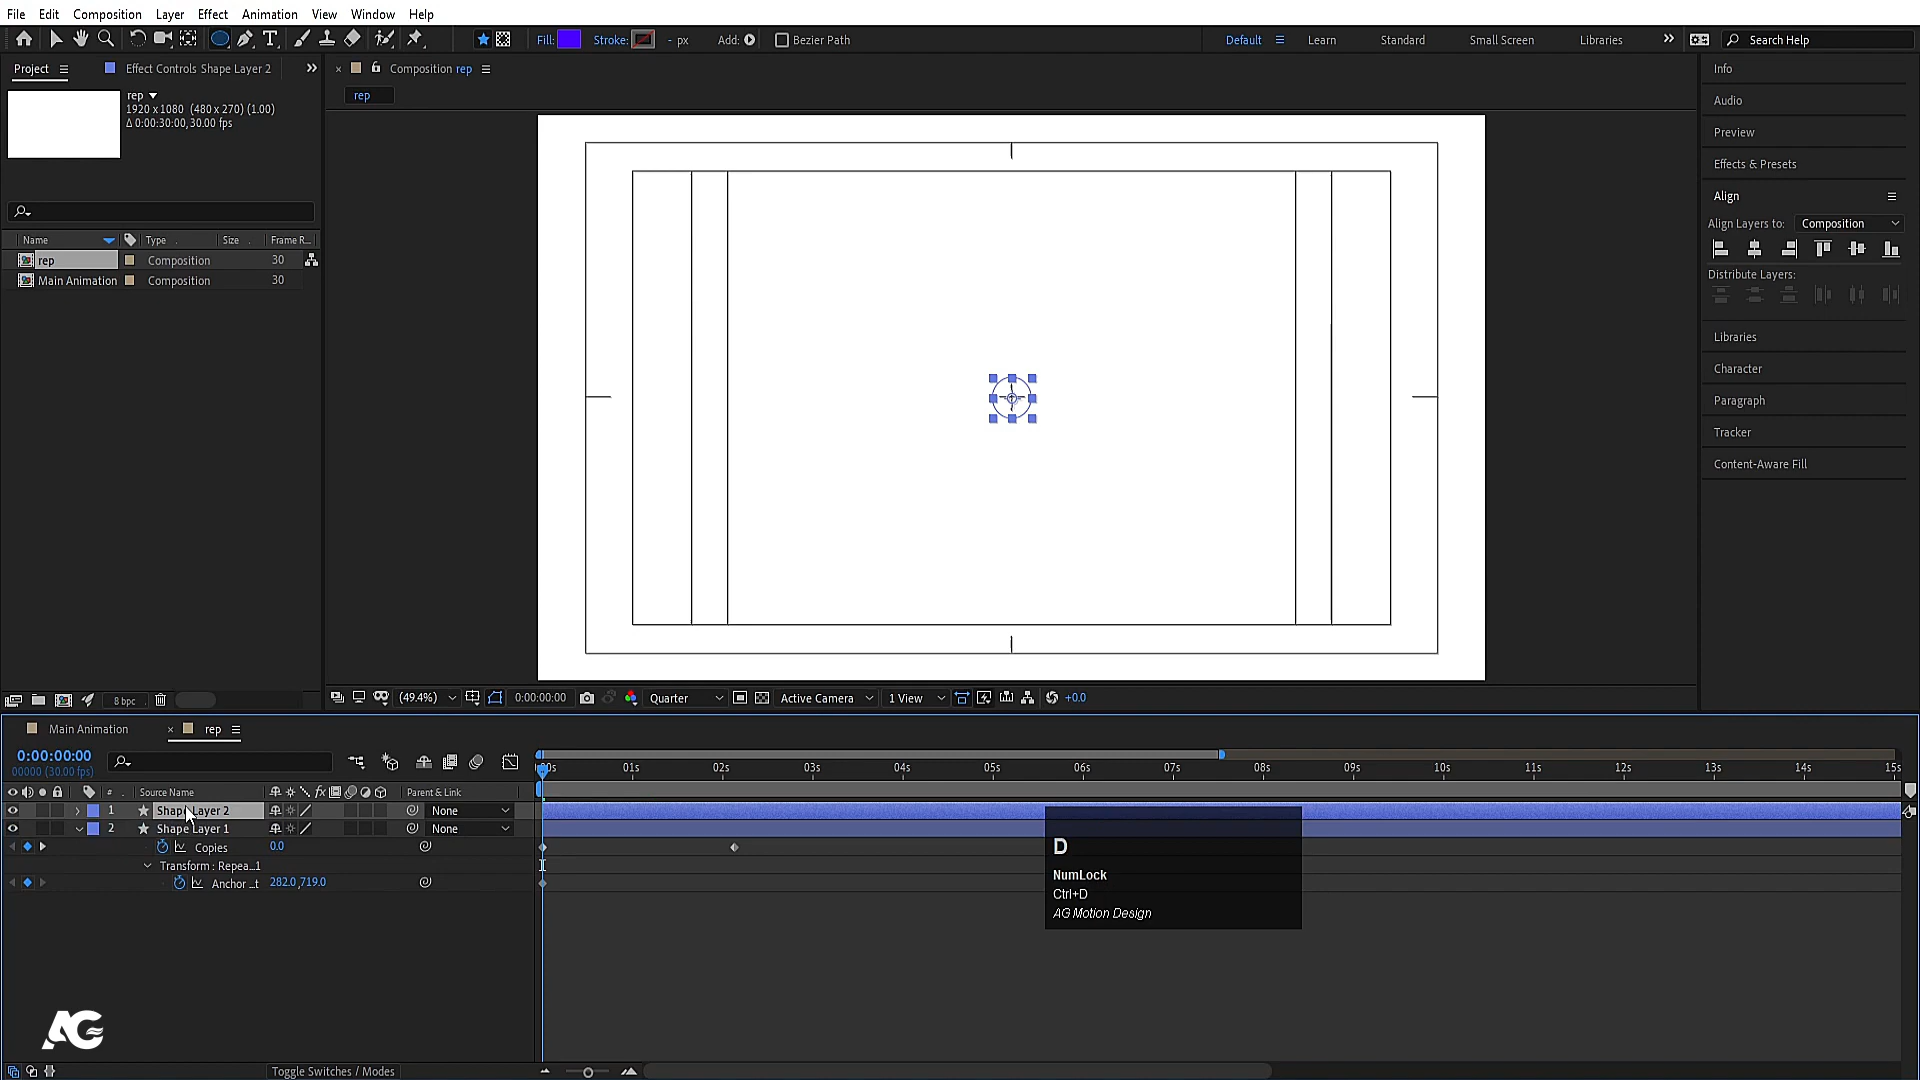 File Edit Composition Layer Effect Animation View Window Help
Fill: Stroke: - px Add: Bezier Path Default Learn Standard Small Screen Libraries Search Help
Project Effect Controls Shape Layer 2
Composition rep
Info
rep
1920 x 1080 (480 x 270) (1.00)
Δ 0:00:30:00, 30.00 fps
rep
Audio
Preview
Effects & Presets
Align
Align Layers to: Composition
Distribute Layers:
Name Type Size Frame R...
rep Composition 30
Main Animation Composition 30
Libraries
Character
Paragraph
Tracker
Content-Aware Fill
8 bpc
(49.4%) 0:00:00:00 Quarter Active Camera 1 View +0.0
Main Animation rep
0:00:00:00
00000 (30.00 fps)
01s 02s 03s 04s 05s 06s 07s 08s 09s 10s 11s 12s 13s 14s 15s
# Source Name fx Parent & Link
1 Shape Layer 2 None
2 Shape Layer 1 None
Copies 0.0
Transform : Repea...1
Anchor ...t 282.0,719.0
D
NumLock
Ctrl+D
AG Motion Design
AG
Toggle Switches / Modes